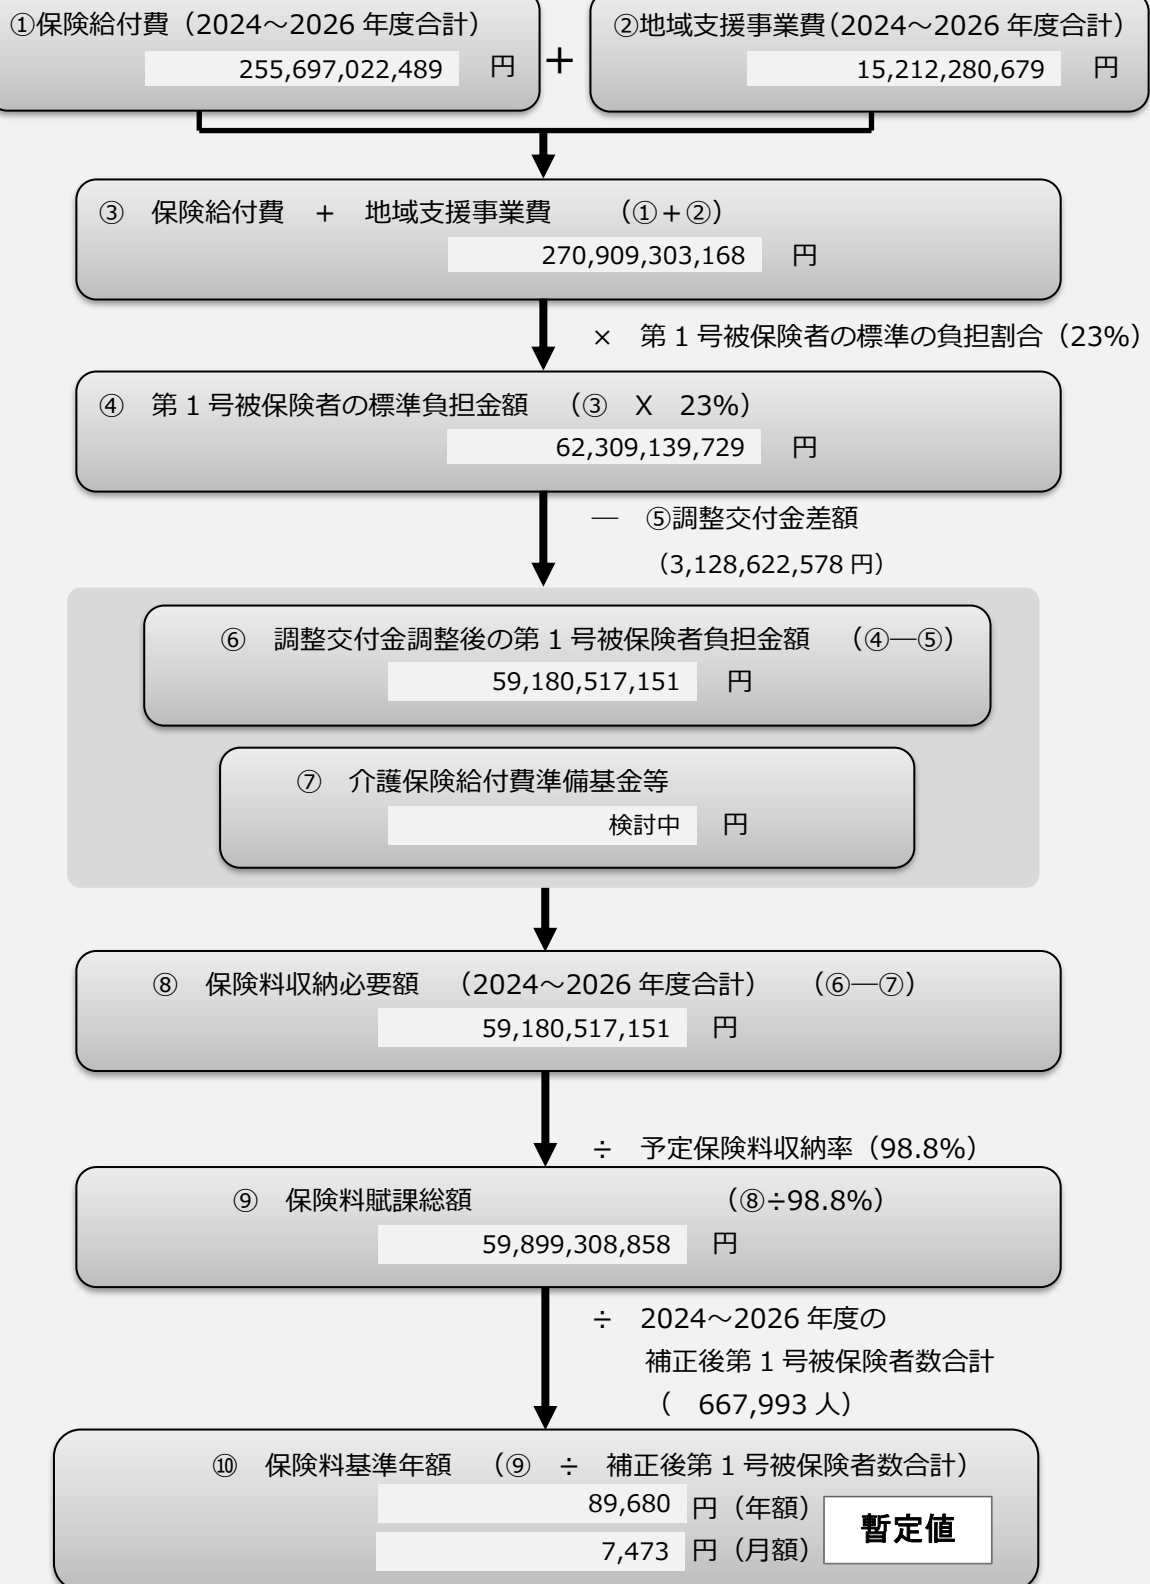 ①保険給付費（2024～2026 年度合計）
255,697,022,489 円
＋
②地域支援事業費（2024～2026 年度合計）
15,212,280,679 円
③ 保険給付費 + 地域支援事業費 （①+②）
270,909,303,168 円
× 第1号被保険者の標準の負担割合（23%）
④ 第1号被保険者の標準負担金額 （③ X 23%）
62,309,139,729 円
― ⑤調整交付金差額
（3,128,622,578 円）
⑥ 調整交付金調整後の第1号被保険者負担金額 （④―⑤）
59,180,517,151 円
⑦ 介護保険給付費準備基金等
検討中 円
⑧ 保険料収納必要額 （2024～2026 年度合計） （⑥―⑦）
59,180,517,151 円
÷ 予定保険料収納率（98.8%）
⑨ 保険料賦課総額 （⑧÷98.8%）
59,899,308,858 円
÷ 2024～2026 年度の
補正後第1号被保険者数合計
（ 667,993 人）
⑩ 保険料基準年額 （⑨ ÷ 補正後第1号被保険者数合計）
89,680 円（年額）
7,473 円（月額）
暫定値